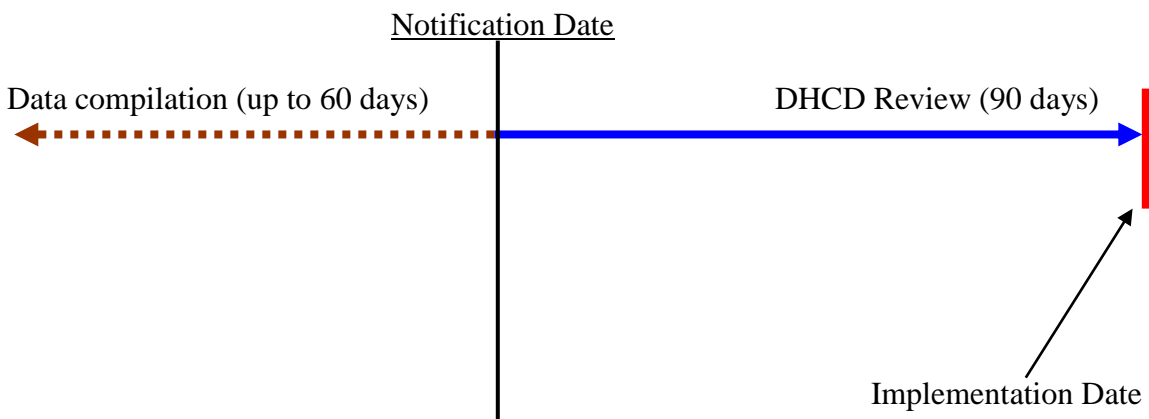 Notification Date
Data compilation (up to 60 days)
DHCD Review (90 days)
Implementation Date